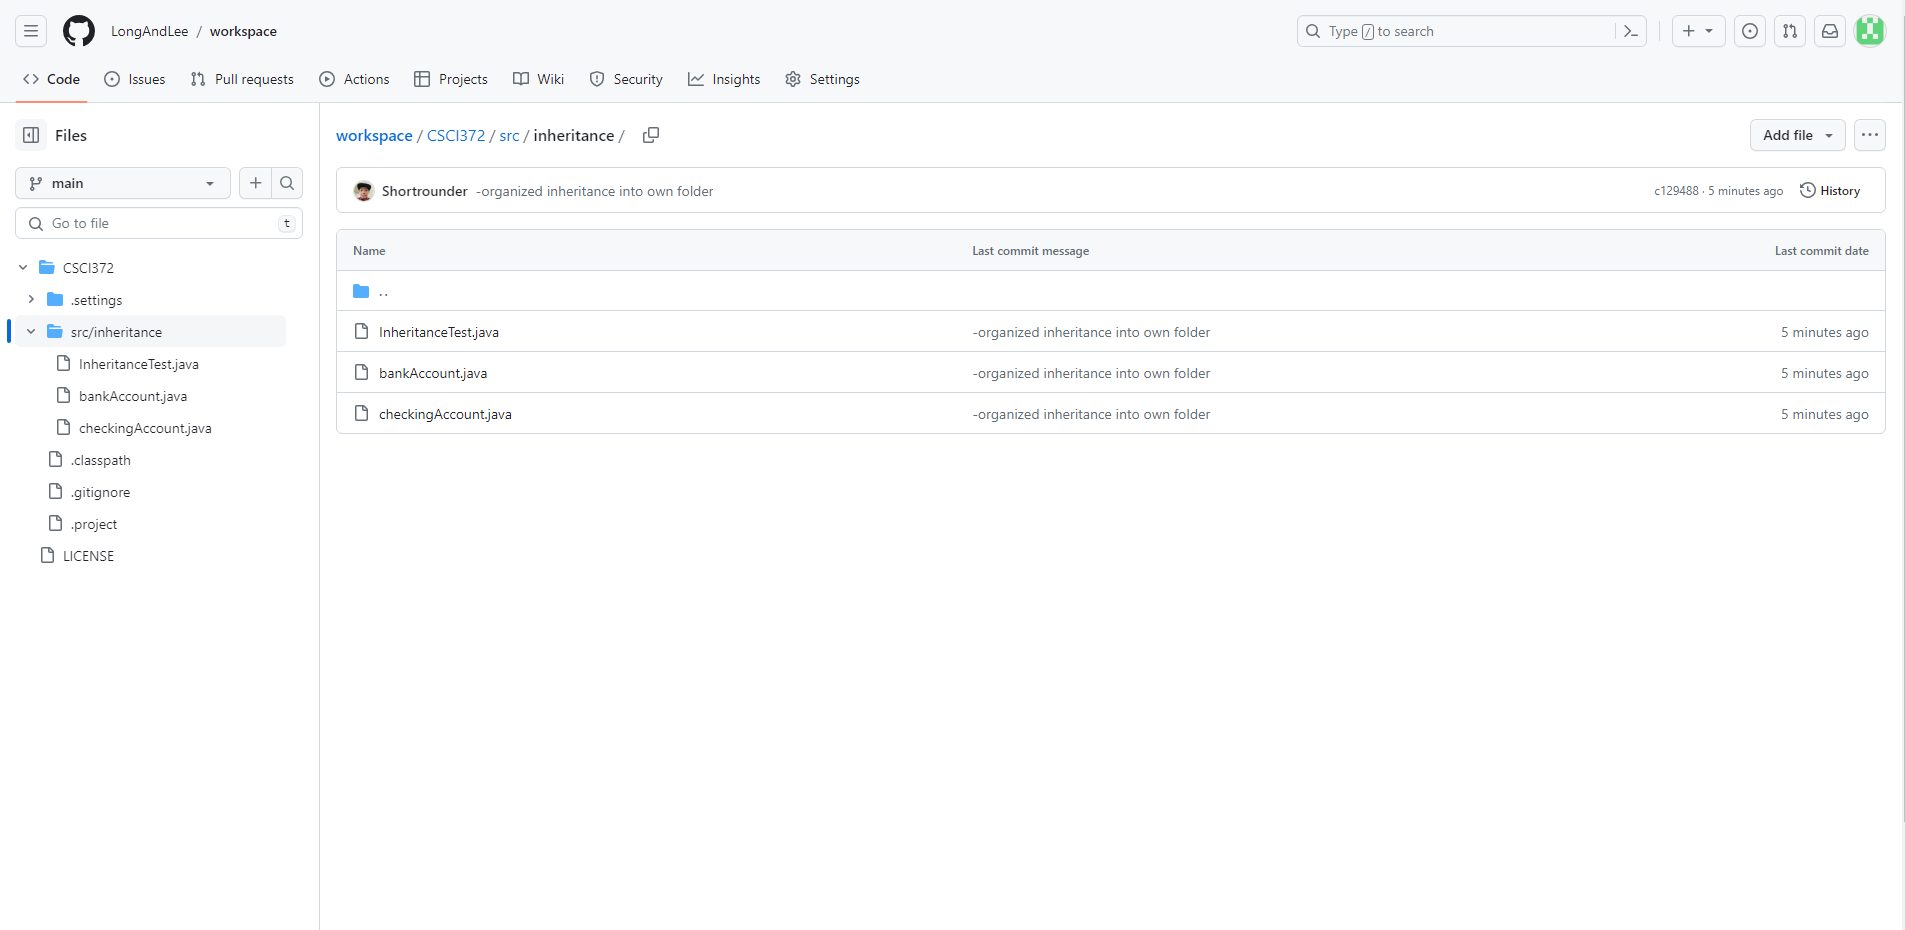 LongAndLee / workspace
Type / to search
Code Issues Pull requests Actions Projects Wiki Security Insights Settings
Files
main
Go to file t
CSCI372
.settings
src/inheritance
InheritanceTest.java
bankAccount.java
checkingAccount.java
.classpath
.gitignore
.project
LICENSE
workspace / CSCI372 / src / inheritance /
Add file
Shortrounder -organized inheritance into own folder c129488 · 5 minutes ago History
Name Last commit message Last commit date
..
InheritanceTest.java -organized inheritance into own folder 5 minutes ago
bankAccount.java -organized inheritance into own folder 5 minutes ago
checkingAccount.java -organized inheritance into own folder 5 minutes ago